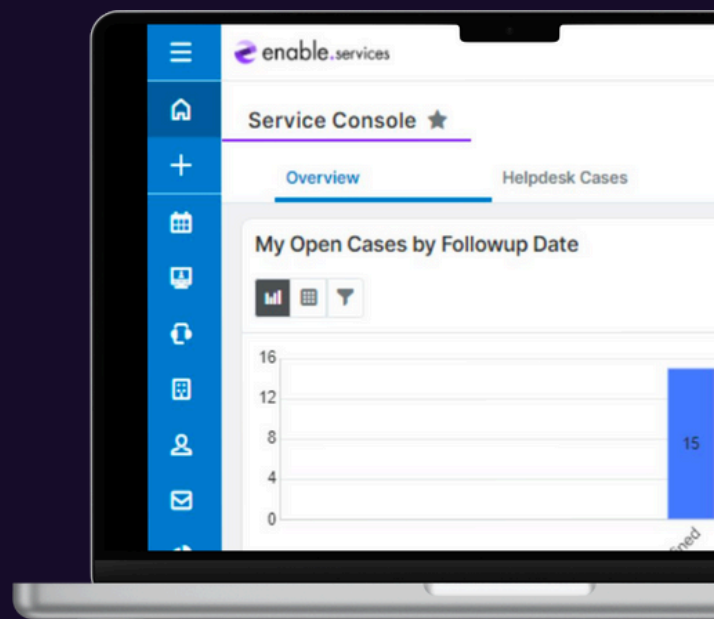 enable.services
Service Console
Overview
Helpdesk Cases
My Open Cases by Followup Date
16
12
8
4
0
15